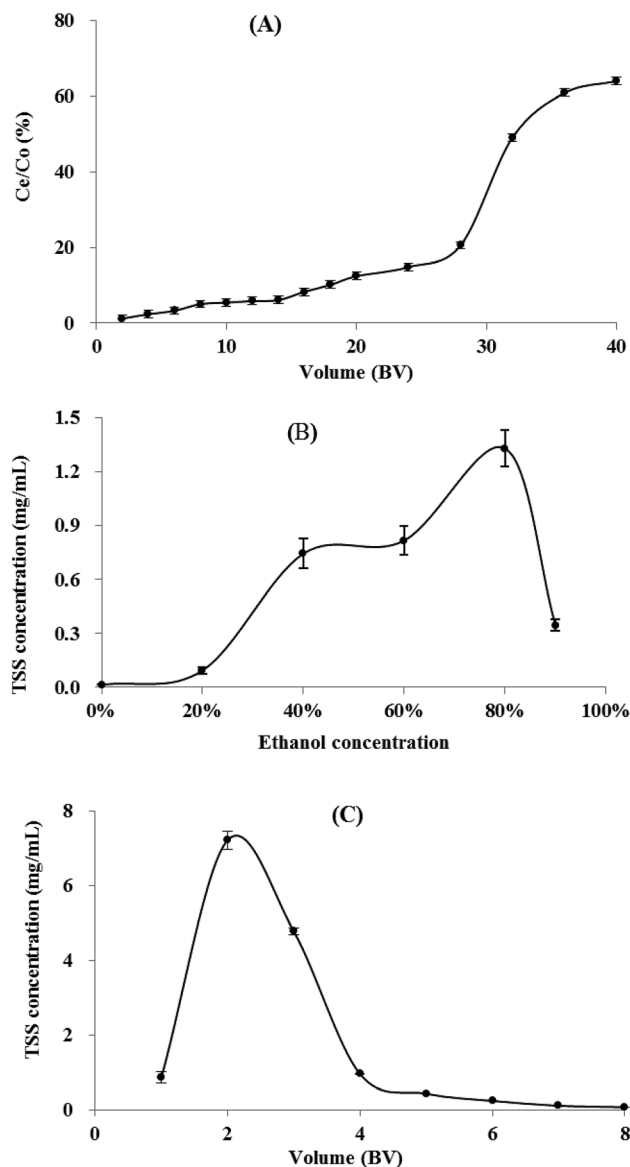 (A)
Ce/Co (%)
80
60
40
20
0
0 10 20 30 40
Volume (BV)
(B)
TSS concentration (mg/mL)
1.5
1.2
0.9
0.6
0.3
0.0
0% 20% 40% 60% 80% 100%
Ethanol concentration
(C)
TSS concentration (mg/mL)
8
6
4
2
0
0 2 4 6 8
Volume (BV)